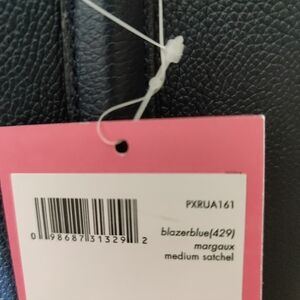 PXRUA161
blazerblue(429)
margaux
medium satchel
0 98687 31329 2